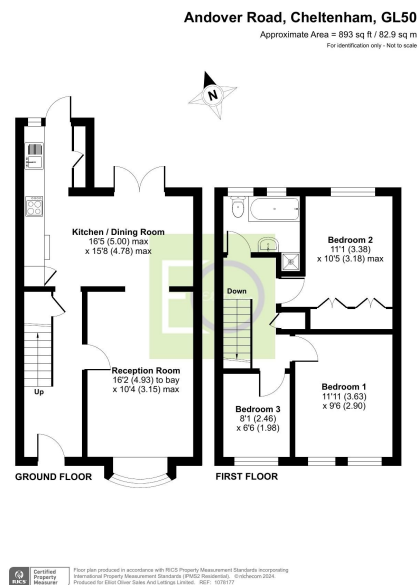 Andover Road, Cheltenham, GL50
Approximate Area = 893 sq ft / 82.9 sq m
For identification only - Not to scale
N
Kitchen / Dining Room
16'5 (5.00) max
x 15'8 (4.78) max
Bedroom 2
11'1 (3.38)
x 10'5 (3.18) max
Down
EO
Reception Room
16'2 (4.93) to bay
x 10'4 (3.15) max
Up
Bedroom 1
11'11 (3.63)
x 9'6 (2.90)
Bedroom 3
8'1 (2.46)
x 6'6 (1.98)
GROUND FLOOR
FIRST FLOOR
RICS
Certified
Property
Measurer
Floor plan produced in accordance with RICS Property Measurement Standards incorporating
International Property Measurement Standards (IPMS2 Residential). © nichecom 2024.
Produced for Elliot Oliver Sales And Lettings Limited. REF: 1076177